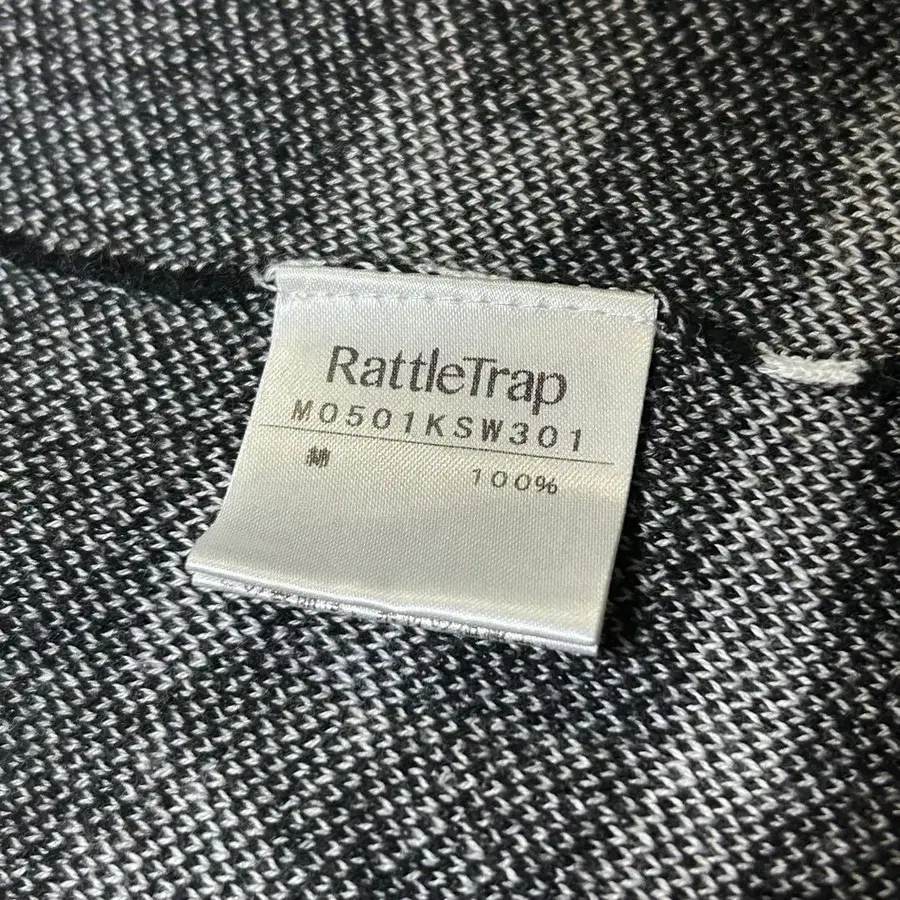 RattleTrap
M0501KSW301
綿 100%